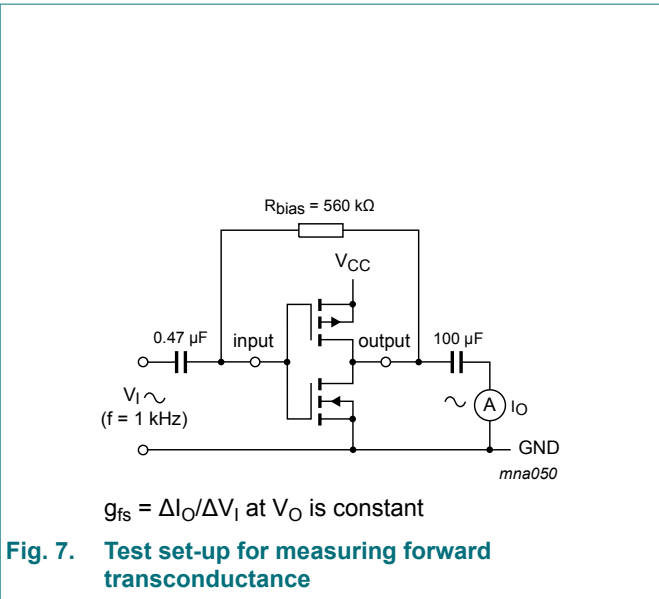 Rbias = 560 kΩ
VCC
0.47 µF input output 100 µF
VI ~
(f = 1 kHz)
~ A IO
GND
mna050
gfs = ΔIO/ΔVI at VO is constant
Fig. 7. Test set-up for measuring forward
transconductance